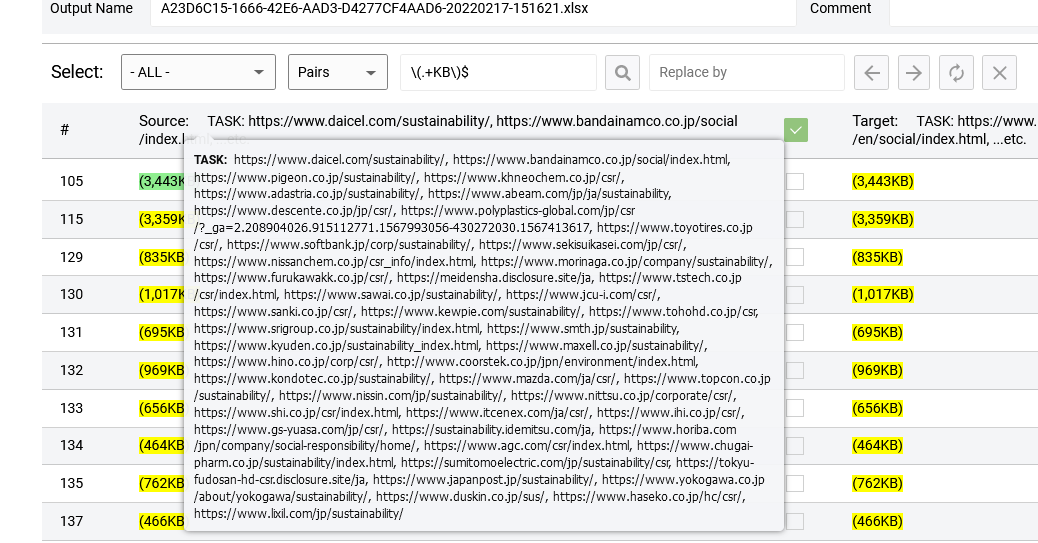 Output Name A23D6C15-1666-42E6-AAD3-D4277CF4AAD6-20220217-151621.xlsx Comment
Select: - ALL - Pairs \(.+KB\)$ Replace by
# Source: TASK: https://www.daicel.com/sustainability/, https://www.bandainamco.co.jp/social Target: TASK: https://www.
/index.html, ...etc. /en/social/index.html, ...etc.
TASK: https://www.daicel.com/sustainability/, https://www.bandainamco.co.jp/social/index.html,
https://www.pigeon.co.jp/sustainability/, https://www.khneochem.co.jp/csr/,
https://www.adastria.co.jp/sustainability/, https://www.abeam.com/jp/ja/sustainability,
https://www.descente.co.jp/jp/csr/, https://www.polyplastics-global.com/jp/csr
/?_ga=2.208904026.915112771.1567993056-430272030.1567413617, https://www.toyotires.co.jp
/csr/, https://www.softbank.jp/corp/sustainability/, https://www.sekisuikasei.com/jp/csr/,
https://www.nissanchem.co.jp/csr_info/index.html, https://www.morinaga.co.jp/company/sustainability/,
https://www.furukawakk.co.jp/csr/, https://meidensha.disclosure.site/ja, https://www.tstech.co.jp
/csr/index.html, https://www.sawai.co.jp/sustainability/, https://www.jcu-i.com/csr/,
https://www.sanki.co.jp/csr/, https://www.kewpie.com/sustainability/, https://www.tohohd.co.jp/csr,
https://www.srigroup.co.jp/sustainability/index.html, https://www.smth.jp/sustainability,
https://www.kyuden.co.jp/sustainability_index.html, https://www.maxell.co.jp/sustainability/,
https://www.hino.co.jp/corp/csr/, http://www.coorstek.co.jp/jpn/environment/index.html,
https://www.kondotec.co.jp/sustainability/, https://www.mazda.com/ja/csr/, https://www.topcon.co.jp
/sustainability/, https://www.nissin.com/jp/sustainability/, https://www.nittsu.co.jp/corporate/csr/,
https://www.shi.co.jp/csr/index.html, https://www.itcenex.com/ja/csr/, https://www.ihi.co.jp/csr/,
https://www.gs-yuasa.com/jp/csr/, https://sustainability.idemitsu.com/ja, https://www.horiba.com
/jpn/company/social-responsibility/home/, https://www.agc.com/csr/index.html, https://www.chugai-
pharm.co.jp/sustainability/index.html, https://sumitomoelectric.com/jp/sustainability/csr, https://tokyu-
fudosan-hd-csr.disclosure.site/ja, https://www.japanpost.jp/sustainability/, https://www.yokogawa.co.jp
/about/yokogawa/sustainability/, https://www.duskin.co.jp/sus/, https://www.haseko.co.jp/hc/csr/,
https://www.lixil.com/jp/sustainability/
105 (3,443K (3,443KB)
115 (3,359K (3,359KB)
129 (835KB (835KB)
130 (1,017K (1,017KB)
131 (695KB (695KB)
132 (969KB (969KB)
133 (656KB (656KB)
134 (464KB (464KB)
135 (762KB (762KB)
137 (466KB (466KB)